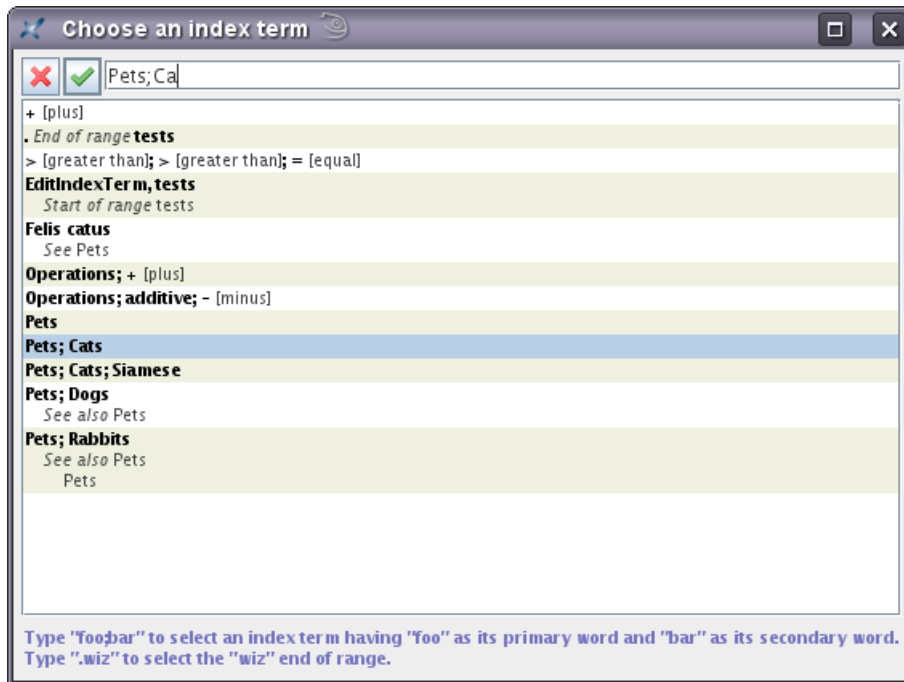 Choose an index term
Pets;Ca
+ [plus]
. End of range tests
> [greater than]; > [greater than]; = [equal]
EditIndexTerm, tests
Start of range tests
Felis catus
See Pets
Operations; + [plus]
Operations; additive; - [minus]
Pets
Pets; Cats
Pets; Cats; Siamese
Pets; Dogs
See also Pets
Pets; Rabbits
See also Pets
Pets
Type "foo;bar" to select an index term having "foo" as its primary word and "bar" as its secondary word.
Type ".wiz" to select the "wiz" end of range.